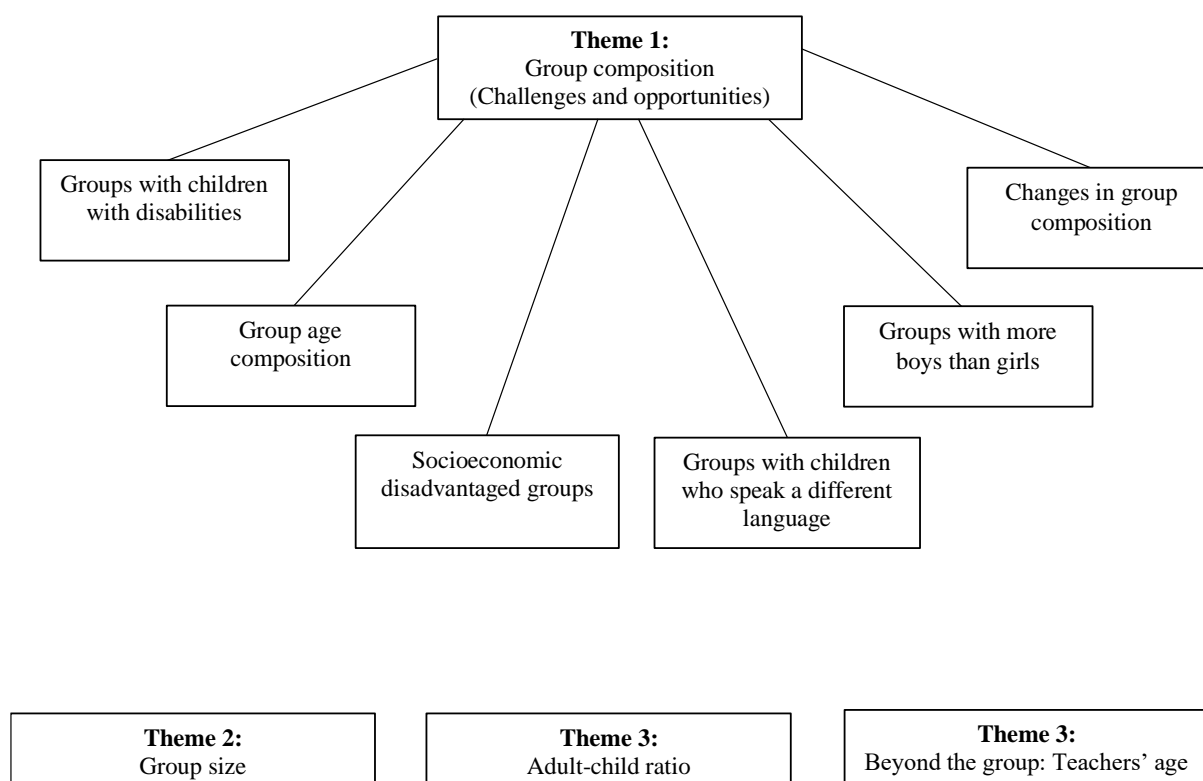 Theme 1:
Group composition
(Challenges and opportunities)
Groups with children
with disabilities
Changes in group
composition
Group age
composition
Groups with more
boys than girls
Socioeconomic
disadvantaged groups
Groups with children
who speak a different
language
Theme 2:
Group size
Theme 3:
Adult-child ratio
Theme 3:
Beyond the group: Teachers’ age